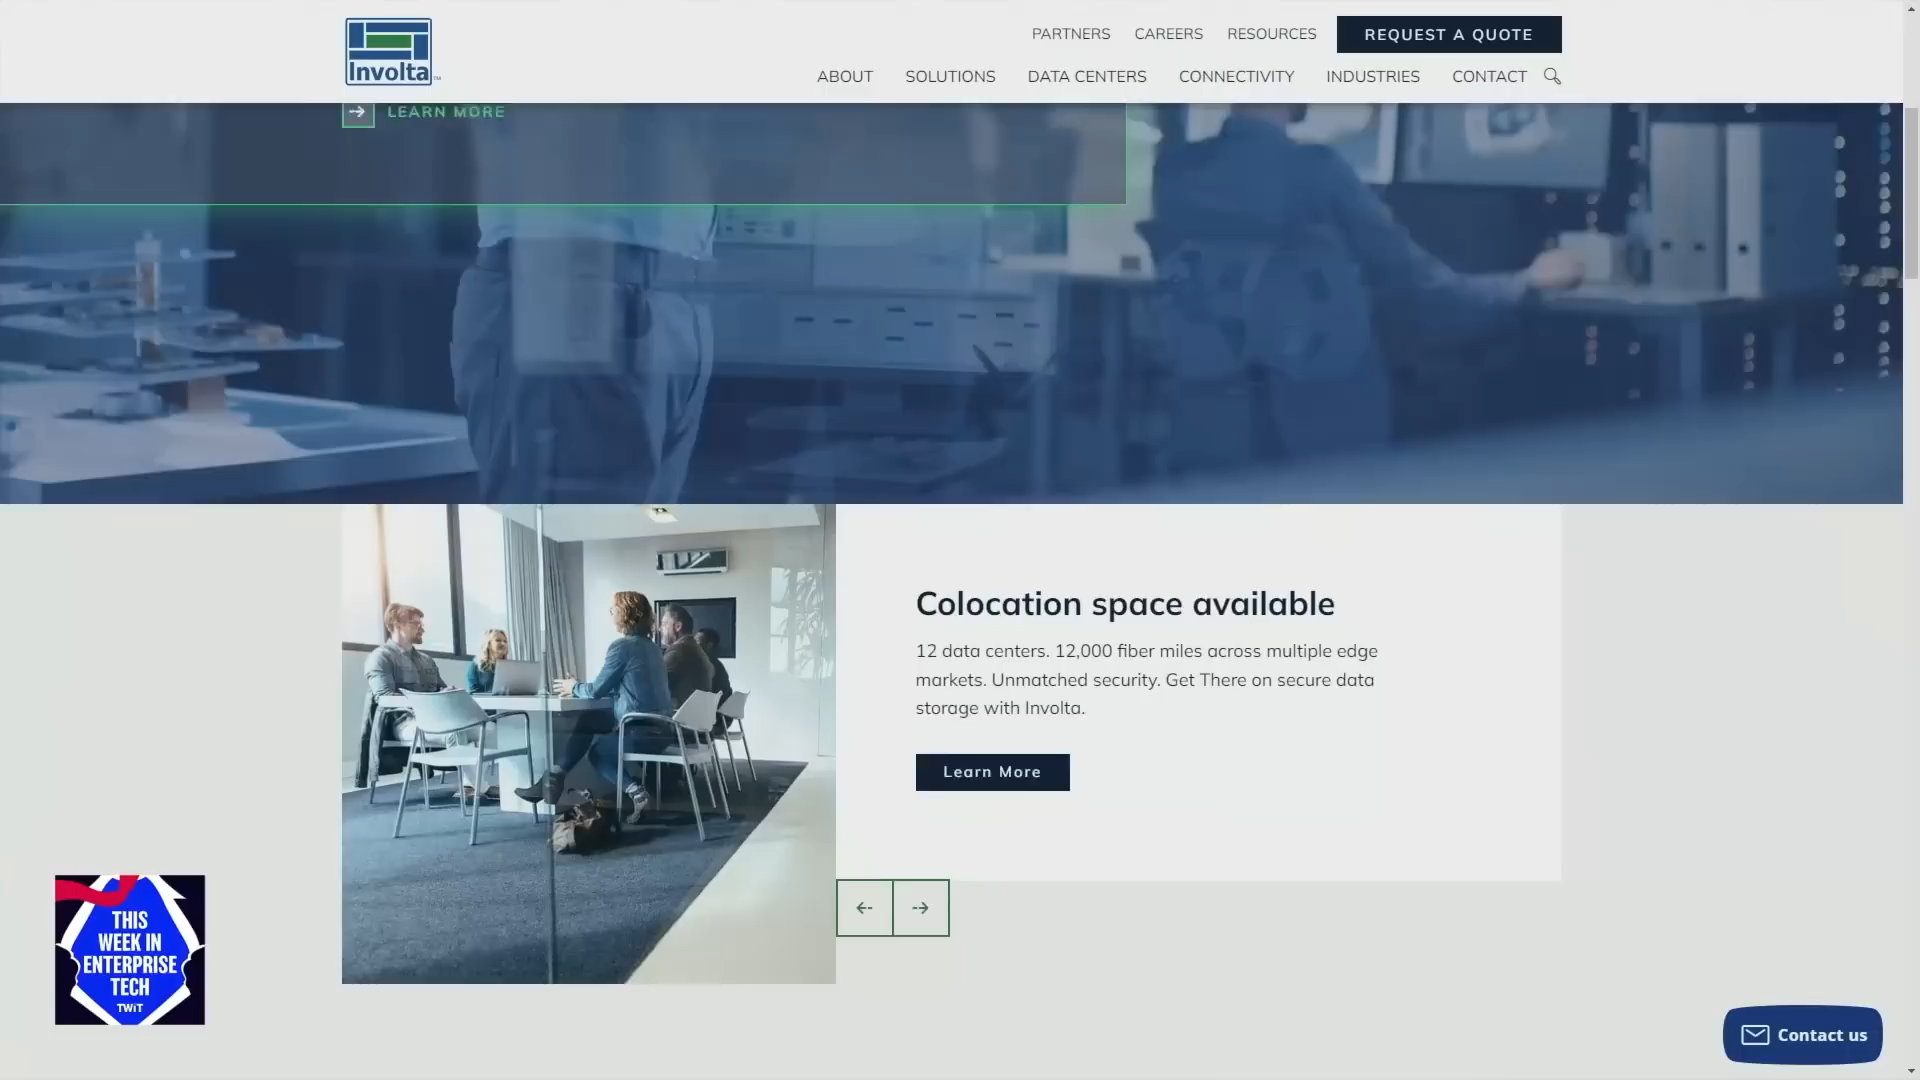 Involta
TM
PARTNERS CAREERS RESOURCES REQUEST A QUOTE
ABOUT SOLUTIONS DATA CENTERS CONNECTIVITY INDUSTRIES CONTACT
LEARN MORE
Colocation space available
12 data centers. 12,000 fiber miles across multiple edge
markets. Unmatched security. Get There on secure data
storage with Involta.
Learn More
THIS
WEEK IN
ENTERPRISE
TECH
TWiT
Contact us